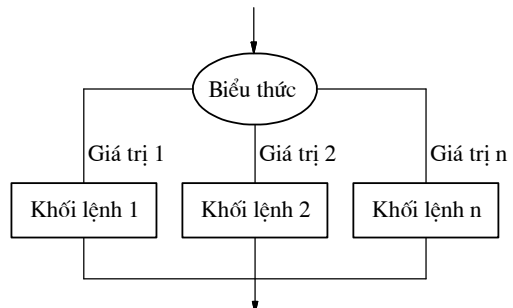 Biểu thức
Giá trị 1
Giá trị 2
Giá trị n
Khối lệnh 1
Khối lệnh 2
Khối lệnh n